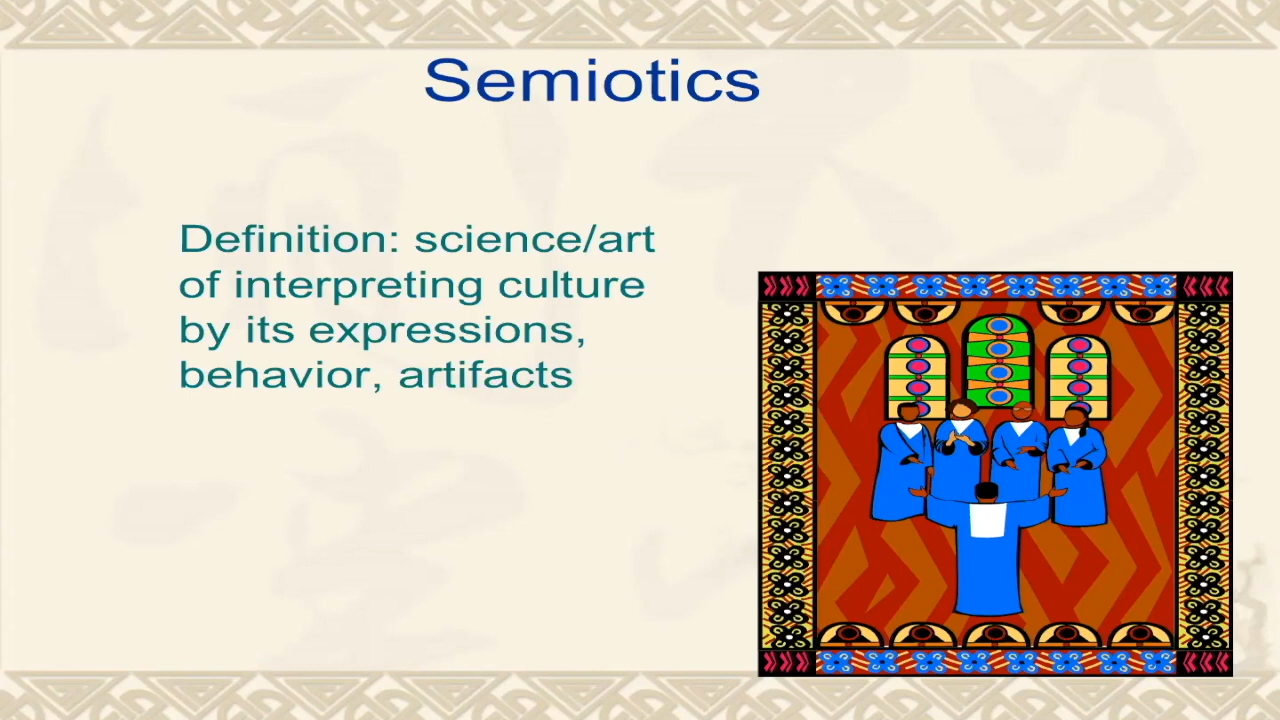 Semiotics
Definition: science/art
of interpreting culture
by its expressions,
behavior, artifacts